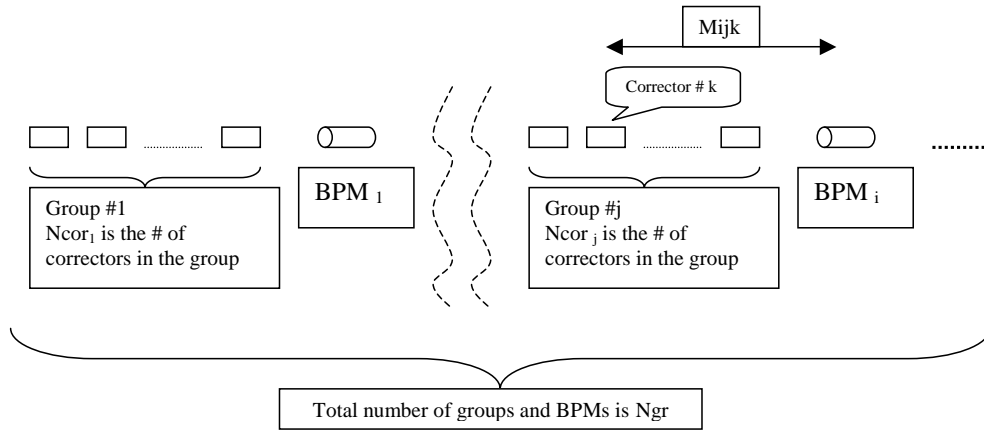 Mijk
Corrector # k
BPM ₁
BPM ᵢ
Group #1
Ncor₁ is the # of
correctors in the group
Group #j
Ncor ⱼ is the # of
correctors in the group
Total number of groups and BPMs is Ngr